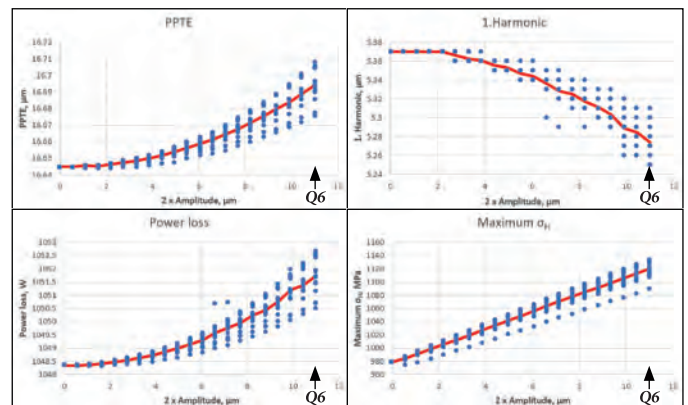 PPTE
16.72
16.71
16.7
16.69
16.68
16.67
16.66
16.65
16.64
PPTE, µm
0 2 4 6 8 10 12
2 x Amplitude, µm
Q6
1.Harmonic
5.38
5.36
5.34
5.32
5.3
5.28
5.26
5.24
1. Harmonic, µm
0 2 4 6 8 10 12
2 x Amplitude, µm
Q6
Power loss
1053
1052.5
1052
1051.5
1051
1050.5
1050
1049.5
1049
1048.5
1048
Power loss, W
0 2 4 6 8 10 12
2 x Amplitude, µm
Q6
Maximum σH
1160
1140
1120
1100
1080
1060
1040
1020
1000
980
960
Maximum σH, MPa
0 2 4 6 8 10 12
2 x Amplitude, µm
Q6